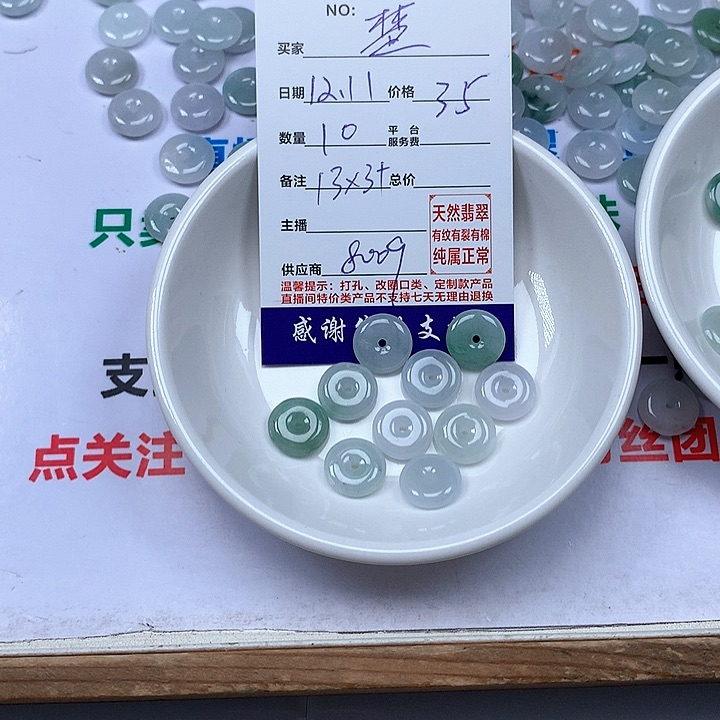 NO: 楚
买家
日期 12.11 价格 35
数量 10 平台服务费
备注 13×3+ 总价
主播
天然翡翠
有纹有裂有棉
纯属正常
供应商 8009
温馨提示：打孔、改圈口类、定制款产品
直播间特价类产品不支持七天无理由退换
感谢 支
只
支
点关注
丝团